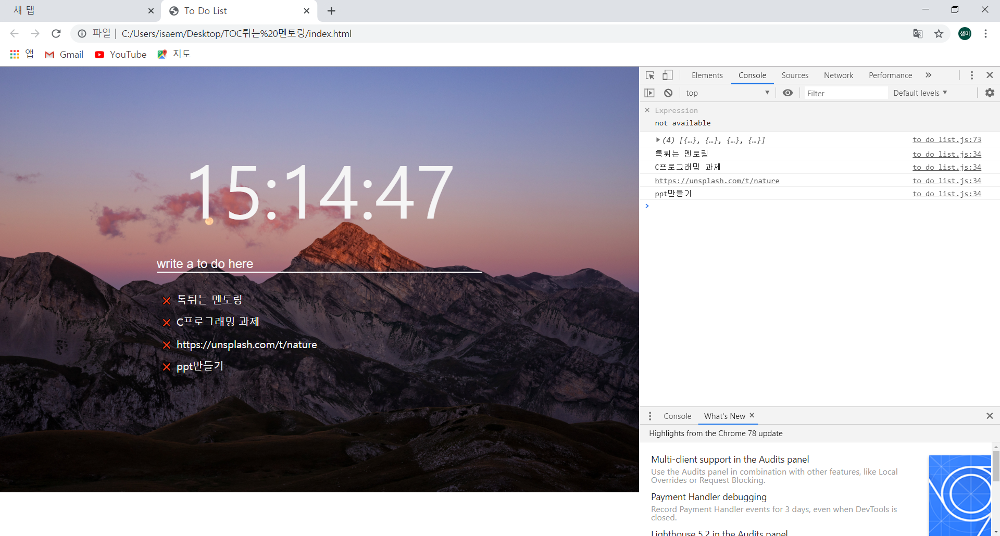 새 탭
To Do List
파일 | C:/Users/isaem/Desktop/TOC튀는%20멘토링/index.html
샘미
앱 Gmail YouTube 지도
15:14:47
write a to do here
톡튀는 멘토링
C프로그래밍 과제
https://unsplash.com/t/nature
ppt만들기
Elements Console Sources Network Performance
top Filter Default levels
Expression
not available
(4) [{…}, {…}, {…}, {…}] to do list.js:73
톡튀는 멘토링 to do list.js:34
C프로그래밍 과제 to do list.js:34
https://unsplash.com/t/nature to do list.js:34
ppt만들기 to do list.js:34
Console What's New
Highlights from the Chrome 78 update
Multi-client support in the Audits panel
Use the Audits panel in combination with other features, like Local
Overrides or Request Blocking.
Payment Handler debugging
Record Payment Handler events for 3 days, even when DevTools is
closed.
Lighthouse 5.2 in the Audits panel